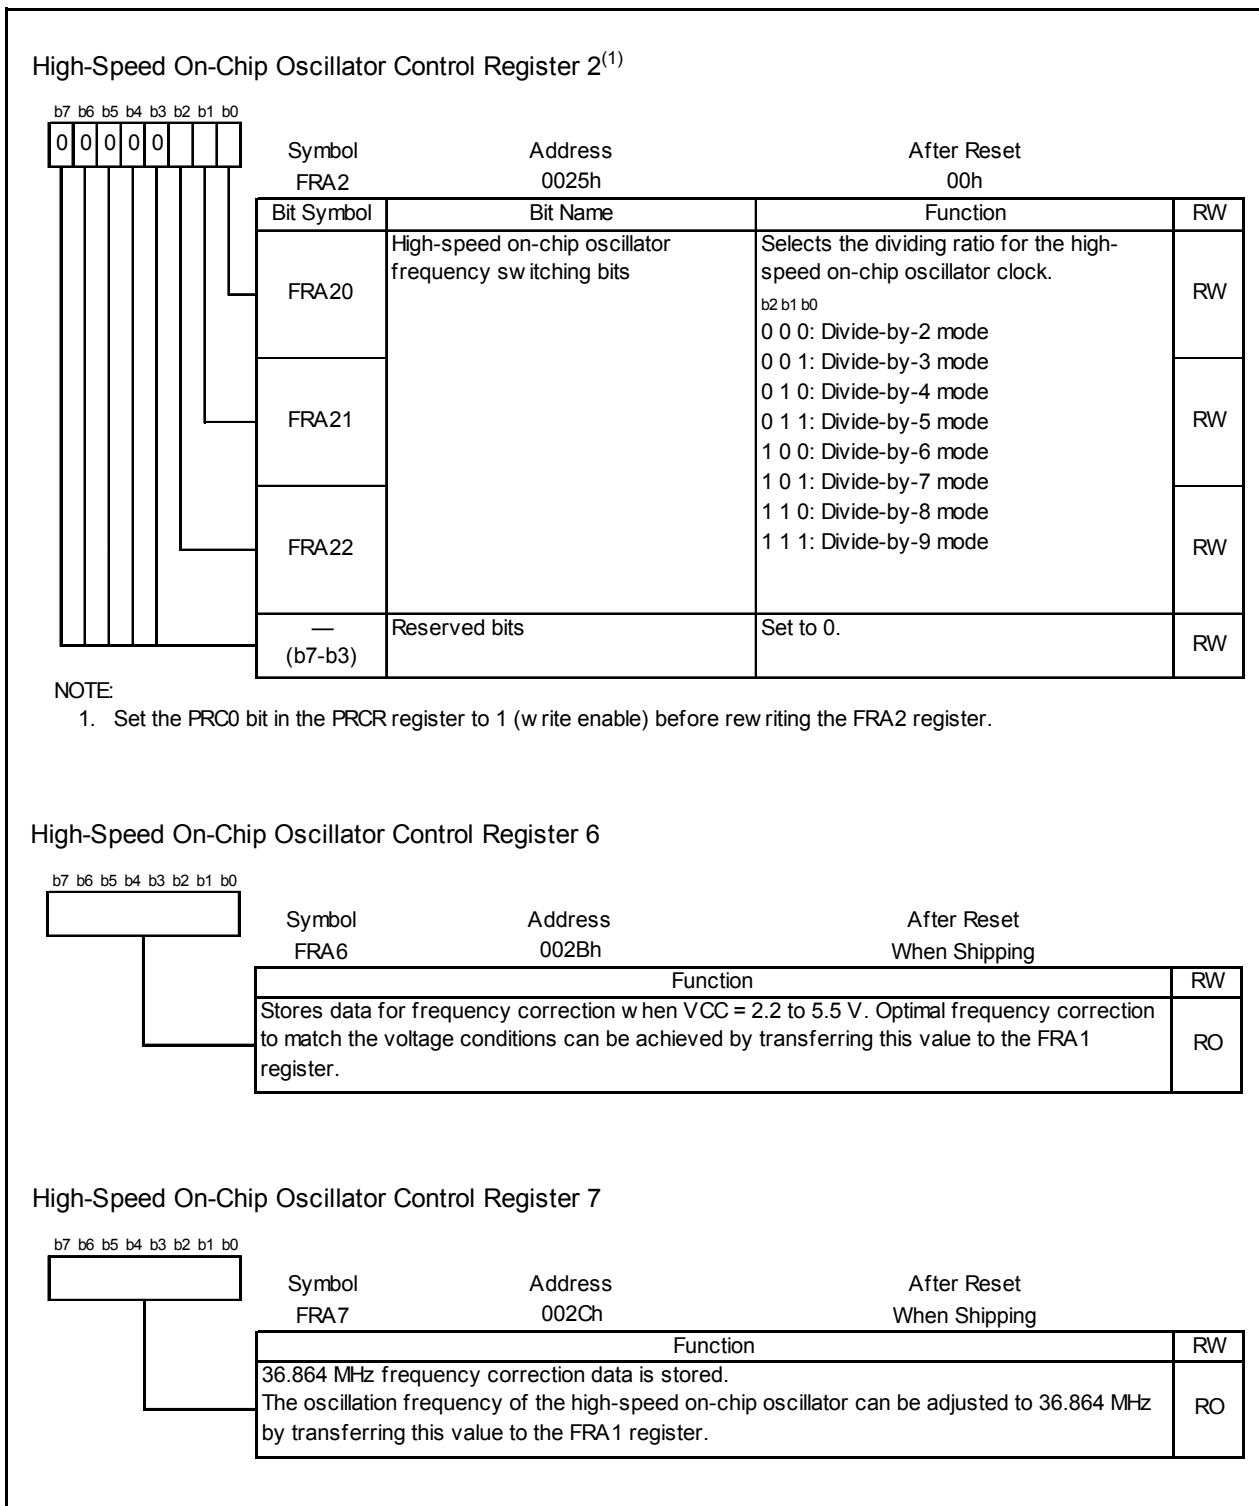 High-Speed On-Chip Oscillator Control Register 2(1)
b7 b6 b5 b4 b3 b2 b1 b0
0 0 0 0 0
Symbol Address After Reset
FRA2 0025h 00h
Bit Symbol Bit Name Function RW
FRA20 High-speed on-chip oscillator frequency switching bits Selects the dividing ratio for the high-speed on-chip oscillator clock. RW
b2 b1 b0
0 0 0: Divide-by-2 mode
0 0 1: Divide-by-3 mode
0 1 0: Divide-by-4 mode
FRA21 0 1 1: Divide-by-5 mode RW
1 0 0: Divide-by-6 mode
1 0 1: Divide-by-7 mode
1 1 0: Divide-by-8 mode
FRA22 1 1 1: Divide-by-9 mode RW
— (b7-b3) Reserved bits Set to 0. RW
NOTE:
1. Set the PRC0 bit in the PRCR register to 1 (write enable) before rewriting the FRA2 register.
High-Speed On-Chip Oscillator Control Register 6
b7 b6 b5 b4 b3 b2 b1 b0
Symbol Address After Reset
FRA6 002Bh When Shipping
Function RW
Stores data for frequency correction when VCC = 2.2 to 5.5 V. Optimal frequency correction
to match the voltage conditions can be achieved by transferring this value to the FRA1 RO
register.
High-Speed On-Chip Oscillator Control Register 7
b7 b6 b5 b4 b3 b2 b1 b0
Symbol Address After Reset
FRA7 002Ch When Shipping
Function RW
36.864 MHz frequency correction data is stored.
The oscillation frequency of the high-speed on-chip oscillator can be adjusted to 36.864 MHz RO
by transferring this value to the FRA1 register.